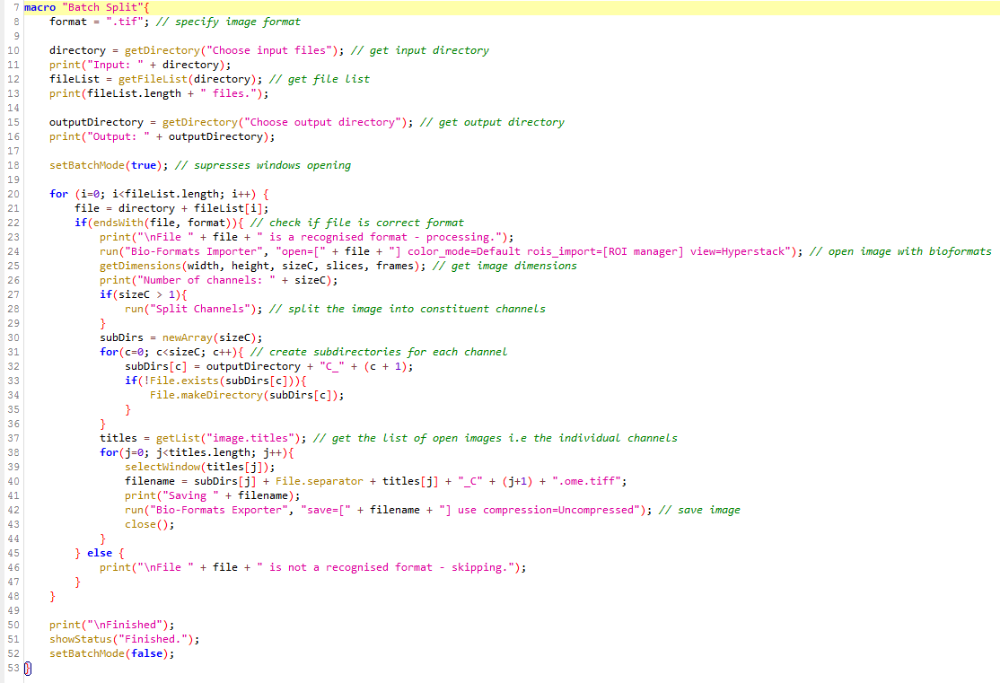 7 macro "Batch Split"{
8 format = ".tif"; // specify image format
9
10 directory = getDirectory("Choose input files"); // get input directory
11 print("Input: " + directory);
12 fileList = getFileList(directory); // get file list
13 print(fileList.length + " files.");
14
15 outputDirectory = getDirectory("Choose output directory"); // get output directory
16 print("Output: " + outputDirectory);
17
18 setBatchMode(true); // supresses windows opening
19
20 for (i=0; i<fileList.length; i++) {
21 file = directory + fileList[i];
22 if(endsWith(file, format)){ // check if file is correct format
23 print("\nFile " + file + " is a recognised format - processing.");
24 run("Bio-Formats Importer", "open=[" + file + "] color_mode=Default rois_import=[ROI manager] view=Hyperstack"); // open image with bioformats
25 getDimensions(width, height, sizeC, slices, frames); // get image dimensions
26 print("Number of channels: " + sizeC);
27 if(sizeC > 1){
28 run("Split Channels"); // split the image into constituent channels
29 }
30 subDirs = newArray(sizeC);
31 for(c=0; c<sizeC; c++){ // create subdirectories for each channel
32 subDirs[c] = outputDirectory + "C_" + (c + 1);
33 if(!File.exists(subDirs[c])){
34 File.makeDirectory(subDirs[c]);
35 }
36 }
37 titles = getList("image.titles"); // get the list of open images i.e the individual channels
38 for(j=0; j<titles.length; j++){
39 selectWindow(titles[j]);
40 filename = subDirs[j] + File.separator + titles[j] + "_C" + (j+1) + ".ome.tiff";
41 print("Saving " + filename);
42 run("Bio-Formats Exporter", "save=[" + filename + "] use compression=Uncompressed"); // save image
43 close();
44 }
45 } else {
46 print("\nFile " + file + " is not a recognised format - skipping.");
47 }
48 }
49
50 print("\nFinished");
51 showStatus("Finished.");
52 setBatchMode(false);
53 }